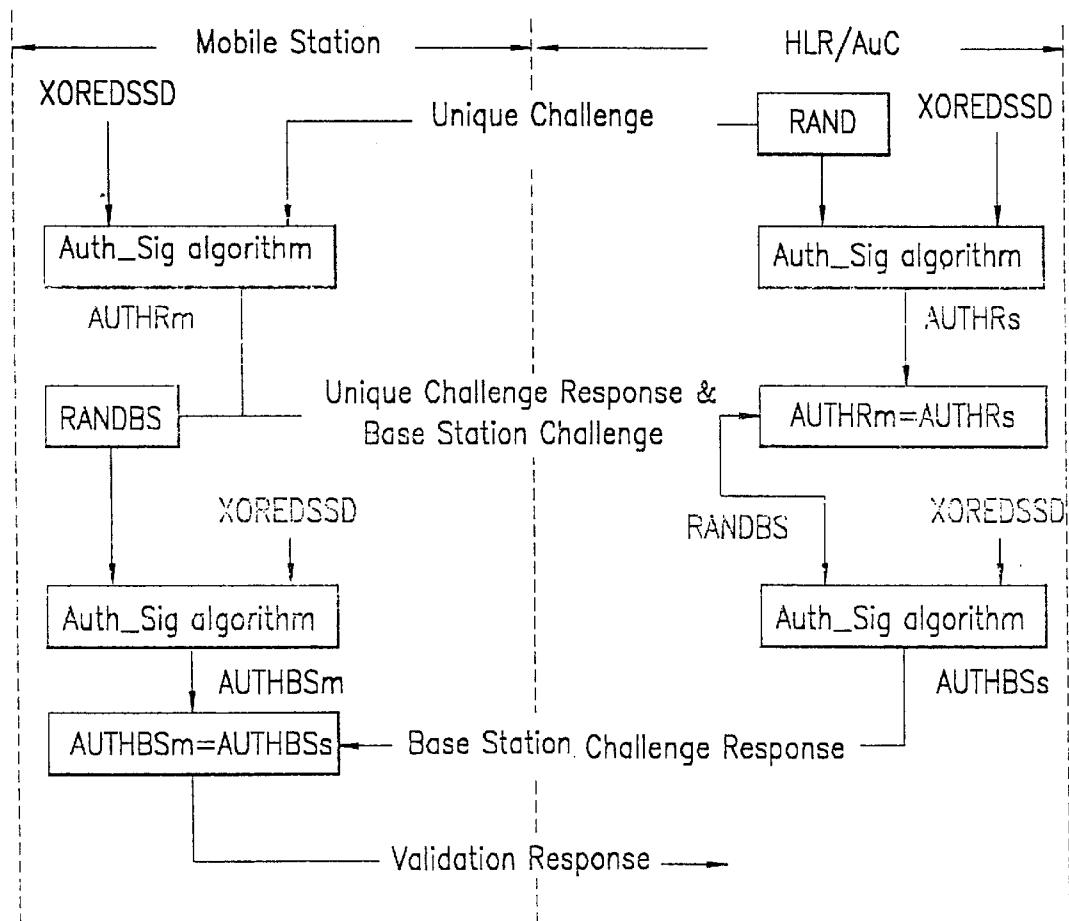 Mobile Station
HLR/AuC
XOREDSSD
Unique Challenge
RAND
XOREDSSD
Auth_Sig algorithm
Auth_Sig algorithm
AUTHRm
AUTHRs
RANDBS
Unique Challenge Response &
Base Station Challenge
AUTHRm=AUTHRs
XOREDSSD
RANDBS
XOREDSSD
Auth_Sig algorithm
Auth_Sig algorithm
AUTHBSm
AUTHBSs
AUTHBSm=AUTHBSs
Base Station Challenge Response
Validation Response